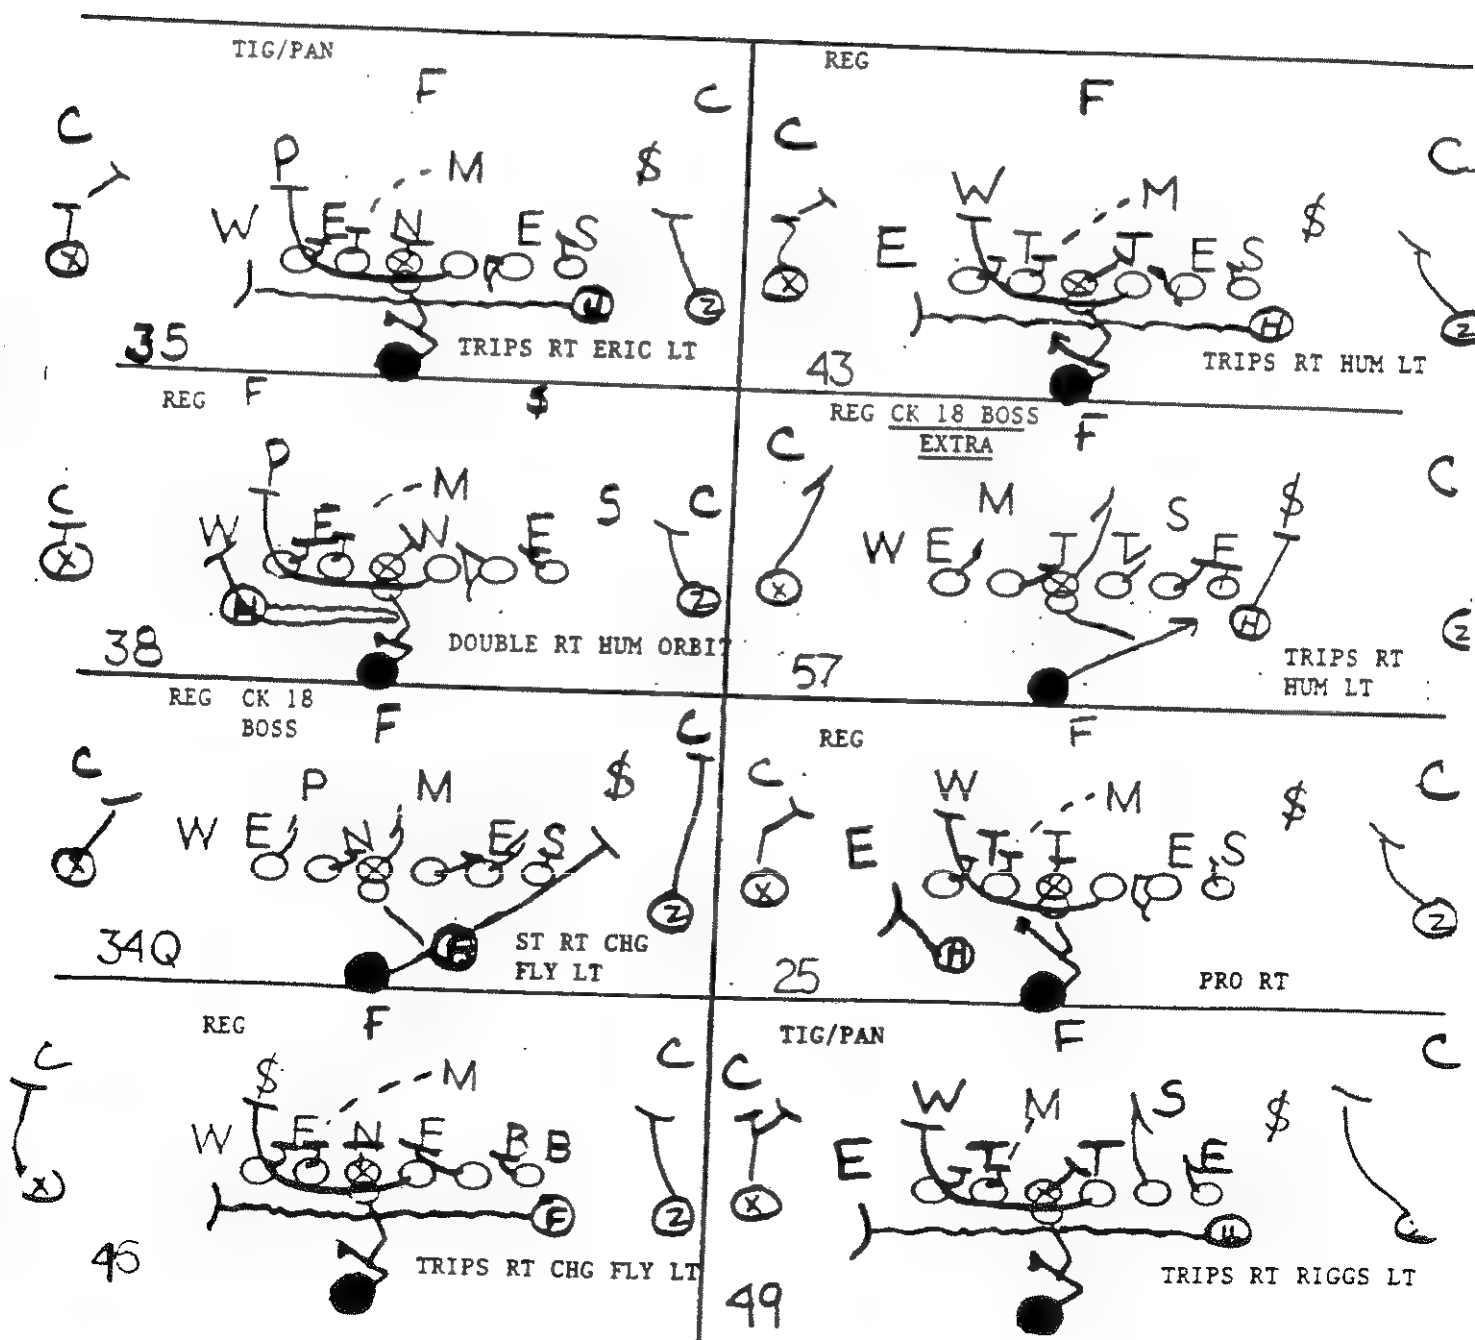 TIG/PAN
F
C
C
P
M
$
W
E
N
E
S
X
H
Z
35
TRIPS RT ERIC LT
REG
F
C
C
W
M
$
E
T
T
E
S
X
H
Z
43
TRIPS RT HUM LT
REG
F
$
P
M
C
S
C
W
E
N
E
X
H
Z
38
DOUBLE RT HUM ORBIT
REG CK 18 BOSS
EXTRA
F
C
C
M
S
$
W
E
T
T
E
X
H
Z
57
TRIPS RT
HUM LT
REG CK 18
BOSS
F
C
C
P
M
$
W
E
N
E
S
X
Z
34Q
ST RT CHG
FLY LT
REG
F
C
C
W
M
$
E
T
T
E
S
X
H
Z
25
PRO RT
REG
F
C
C
$
M
W
E
N
E
B
B
X
F
Z
45
TRIPS RT CHG FLY LT
TIG/PAN
F
C
C
W
M
S
$
E
T
T
E
X
H
49
TRIPS RT RIGGS LT